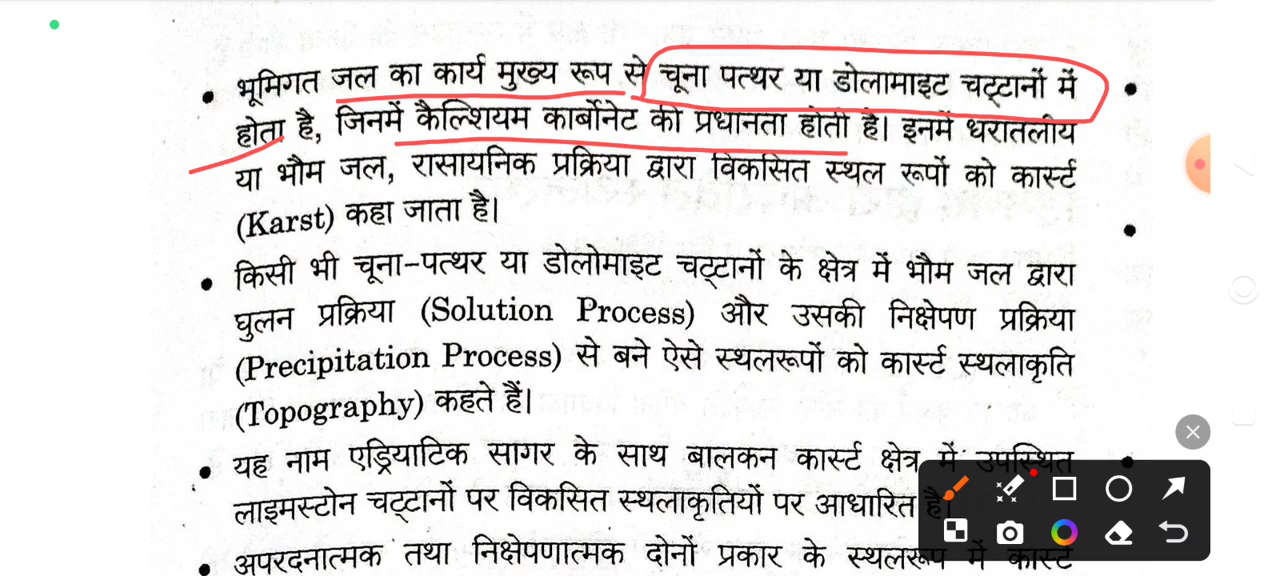 भूमिगत जल का कार्य मुख्य रूप से चूना पत्थर या डोलामाइट चट्टानों में
होता है, जिनमें कैल्शियम कार्बोनेट की प्रधानता होती है। इनमें धरातलीय
या भौम जल, रासायनिक प्रक्रिया द्वारा विकसित स्थल रूपों को कार्स्ट
(Karst) कहा जाता है।
किसी भी चूना-पत्थर या डोलोमाइट चट्टानों के क्षेत्र में भौम जल द्वारा
घुलन प्रक्रिया (Solution Process) और उसकी निक्षेपण प्रक्रिया
(Precipitation Process) से बने ऐसे स्थलरूपों को कार्स्ट स्थलाकृति
(Topography) कहते हैं।
यह नाम एड्रियाटिक सागर के साथ बालकन कार्स्ट क्षेत्र में उपस्थित
लाइमस्टोन चट्टानों पर विकसित स्थलाकृतियों पर आधारित है।
अपरदनात्मक तथा निक्षेपणात्मक दोनों प्रकार के स्थलरूप में कार्स्ट